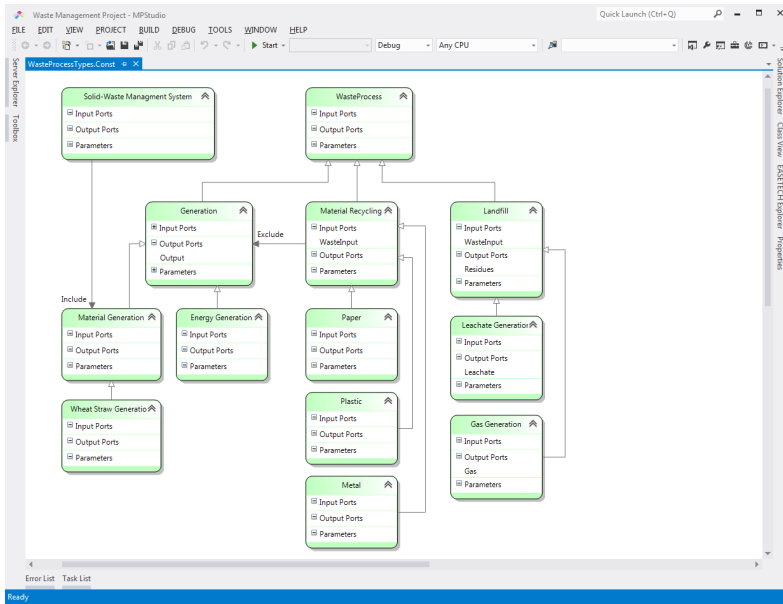 Waste Management Project - MPStudio
Quick Launch (Ctrl+Q)
FILE EDIT VIEW PROJECT BUILD DEBUG TOOLS WINDOW HELP
Start
Debug
Any CPU
WasteProcessTypes.Const
Server Explorer
Toolbox
Solution Explorer
Class View
EASETECH Explorer
Properties
Solid-Waste Managment System
Input Ports
Output Ports
Parameters
WasteProcess
Input Ports
Output Ports
Parameters
Generation
Input Ports
Output Ports
Output
Parameters
Exclude
Material Recycling
Input Ports
WasteInput
Output Ports
Parameters
Landfill
Input Ports
WasteInput
Output Ports
Residues
Parameters
Include
Material Generation
Input Ports
Output Ports
Parameters
Energy Generation
Input Ports
Output Ports
Parameters
Paper
Input Ports
Output Ports
Parameters
Leachate Generation
Input Ports
Output Ports
Leachate
Parameters
Wheat Straw Generatio
Input Ports
Output Ports
Parameters
Plastic
Input Ports
Output Ports
Parameters
Gas Generation
Input Ports
Output Ports
Gas
Parameters
Metal
Input Ports
Output Ports
Parameters
Error List Task List
Ready